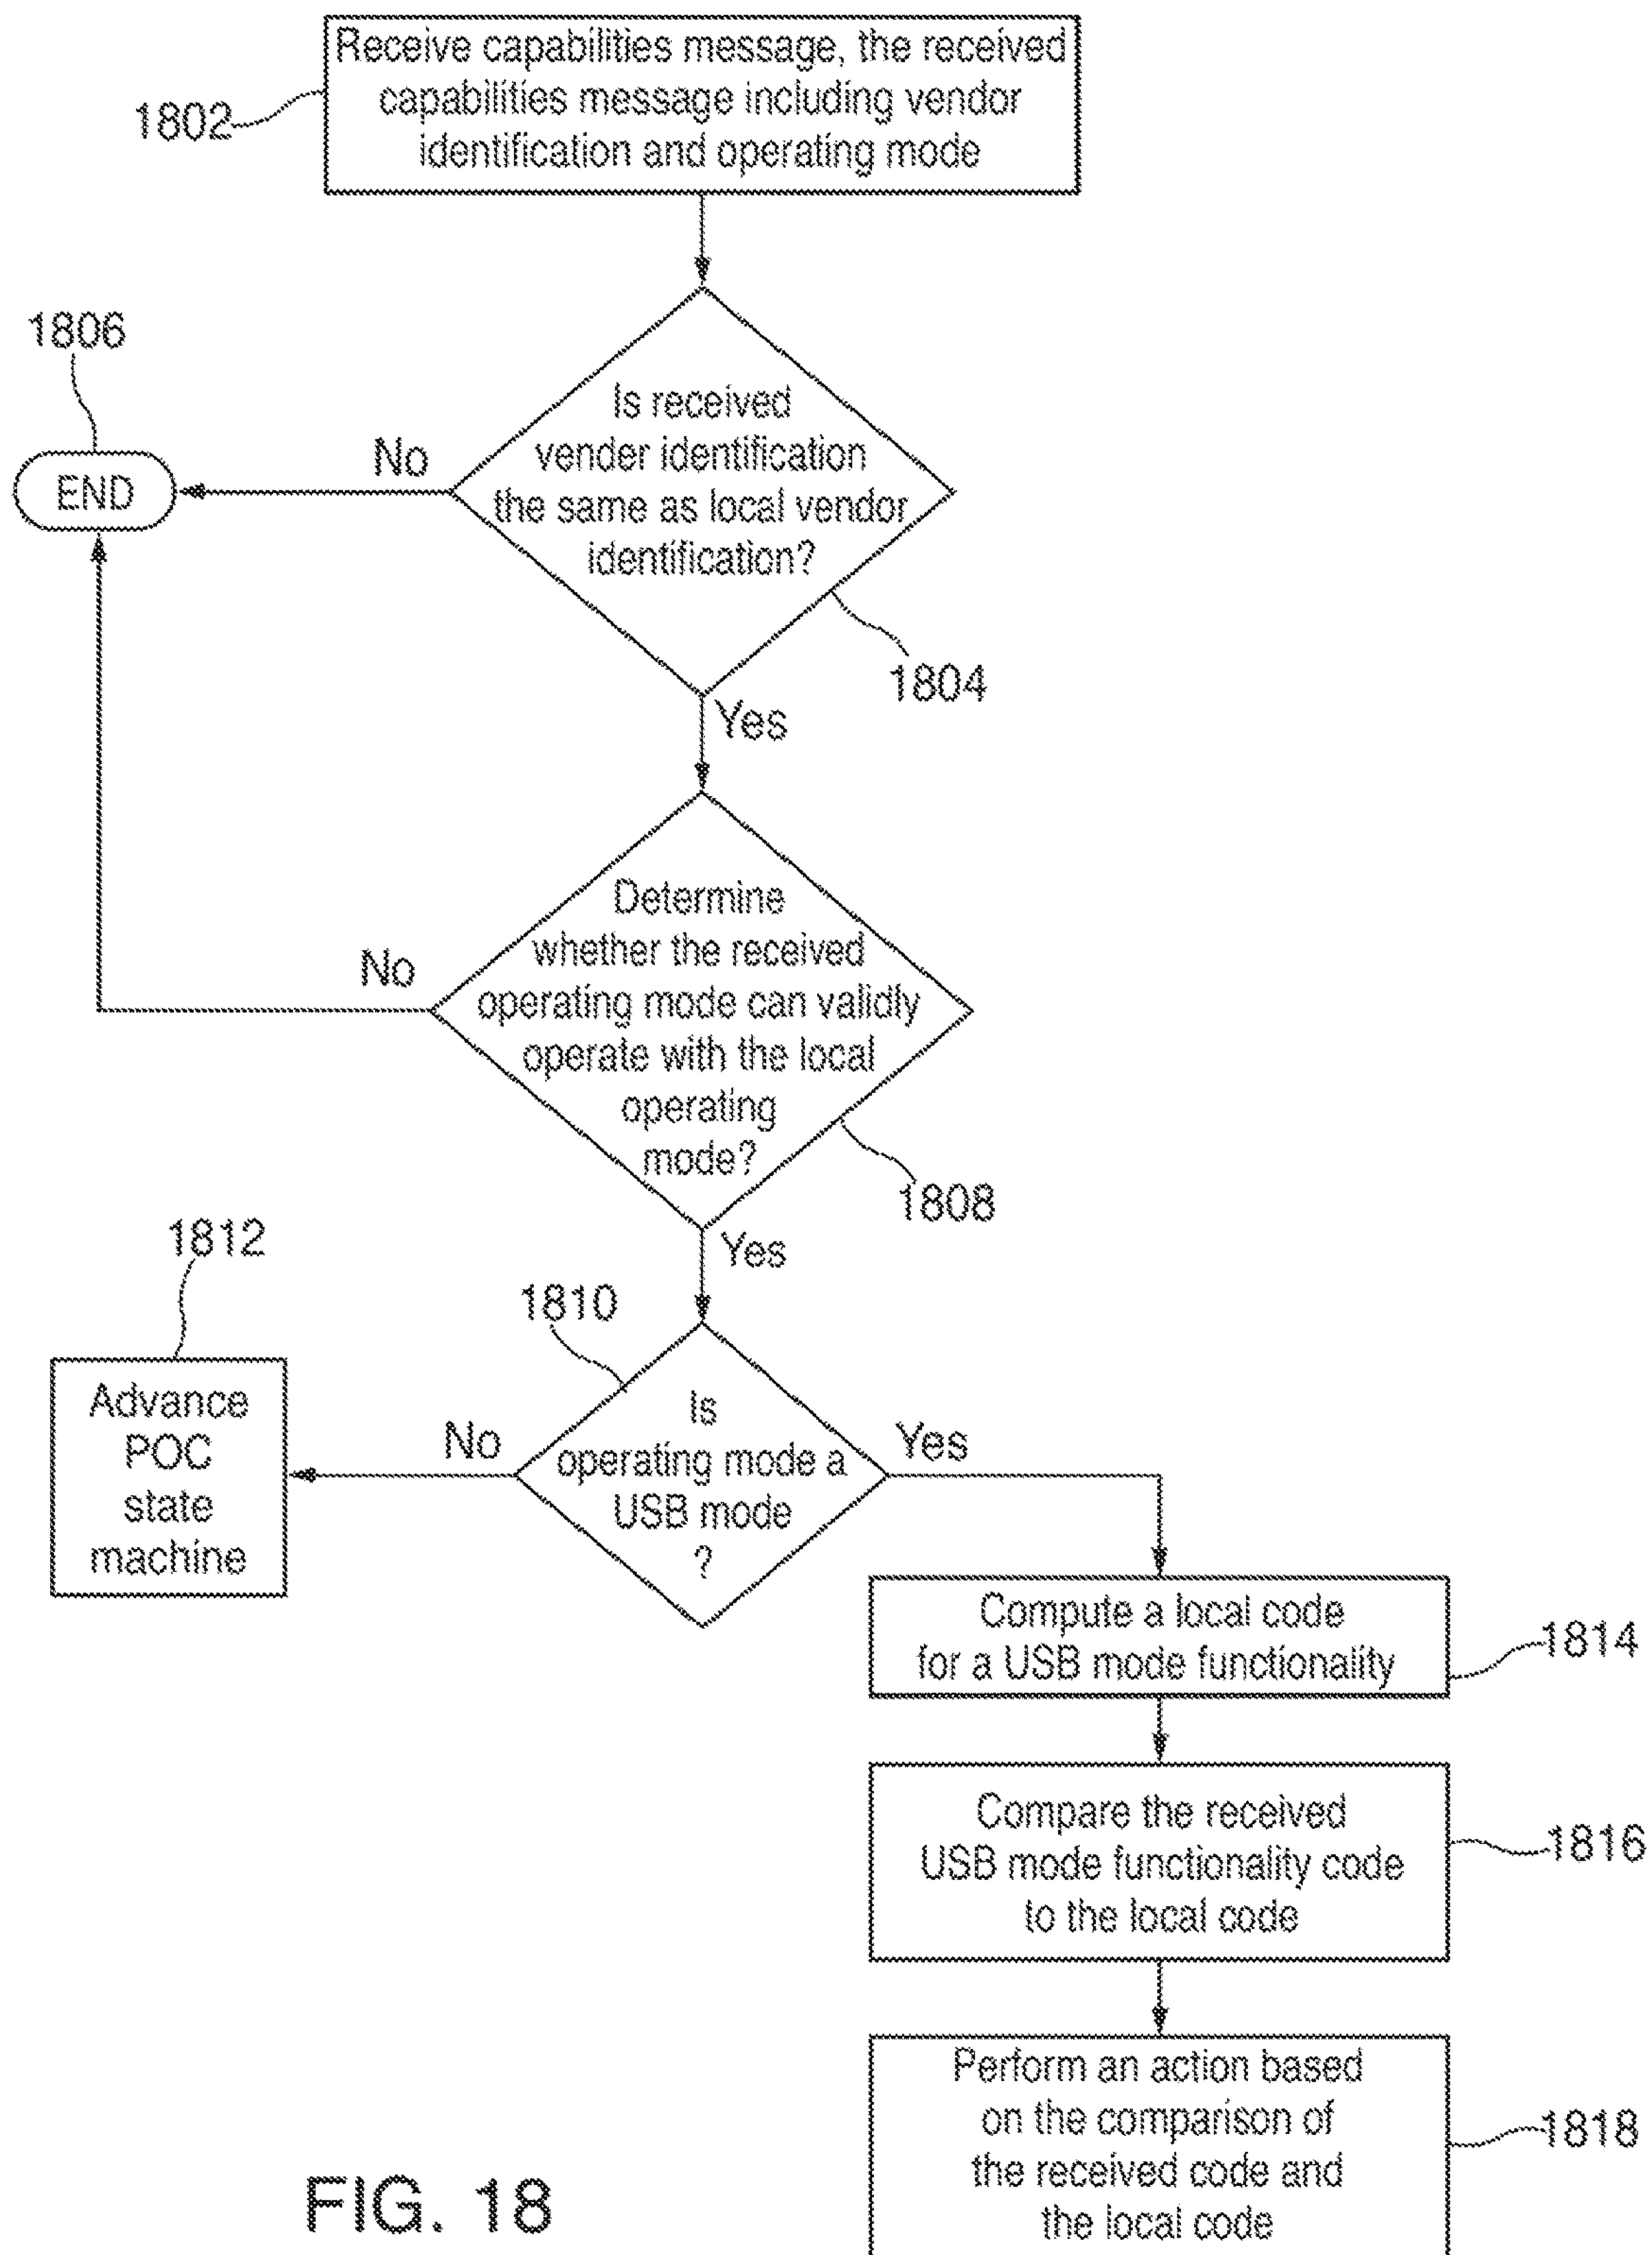 Receive capabilities message, the received
capabilities message including vendor
identification and operating mode
1802
1806
END
No
Is received
vender identification
the same as local vendor
identification?
1804
Yes
Determine
whether the received
operating mode can validly
operate with the local
operating
mode?
No
1808
Yes
1812
1810
Advance
POC
state
machine
No
Is
operating mode a
USB mode
?
Yes
Compute a local code
for a USB mode functionality
1814
Compare the received
USB mode functionality code
to the local code
1816
Perform an action based
on the comparison of
the received code and
the local code
1818
FIG. 18